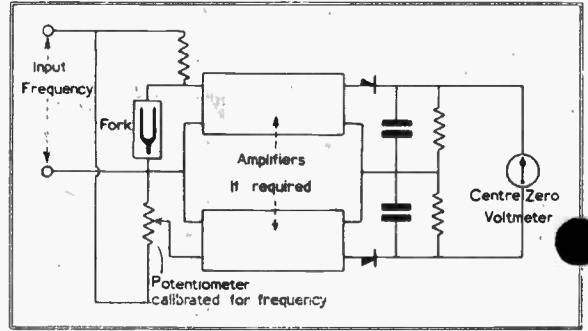 Input
Frequency
Fork
Amplifiers
If required
Centre Zero
Voltmeter
Potentiometer
calibrated for frequency